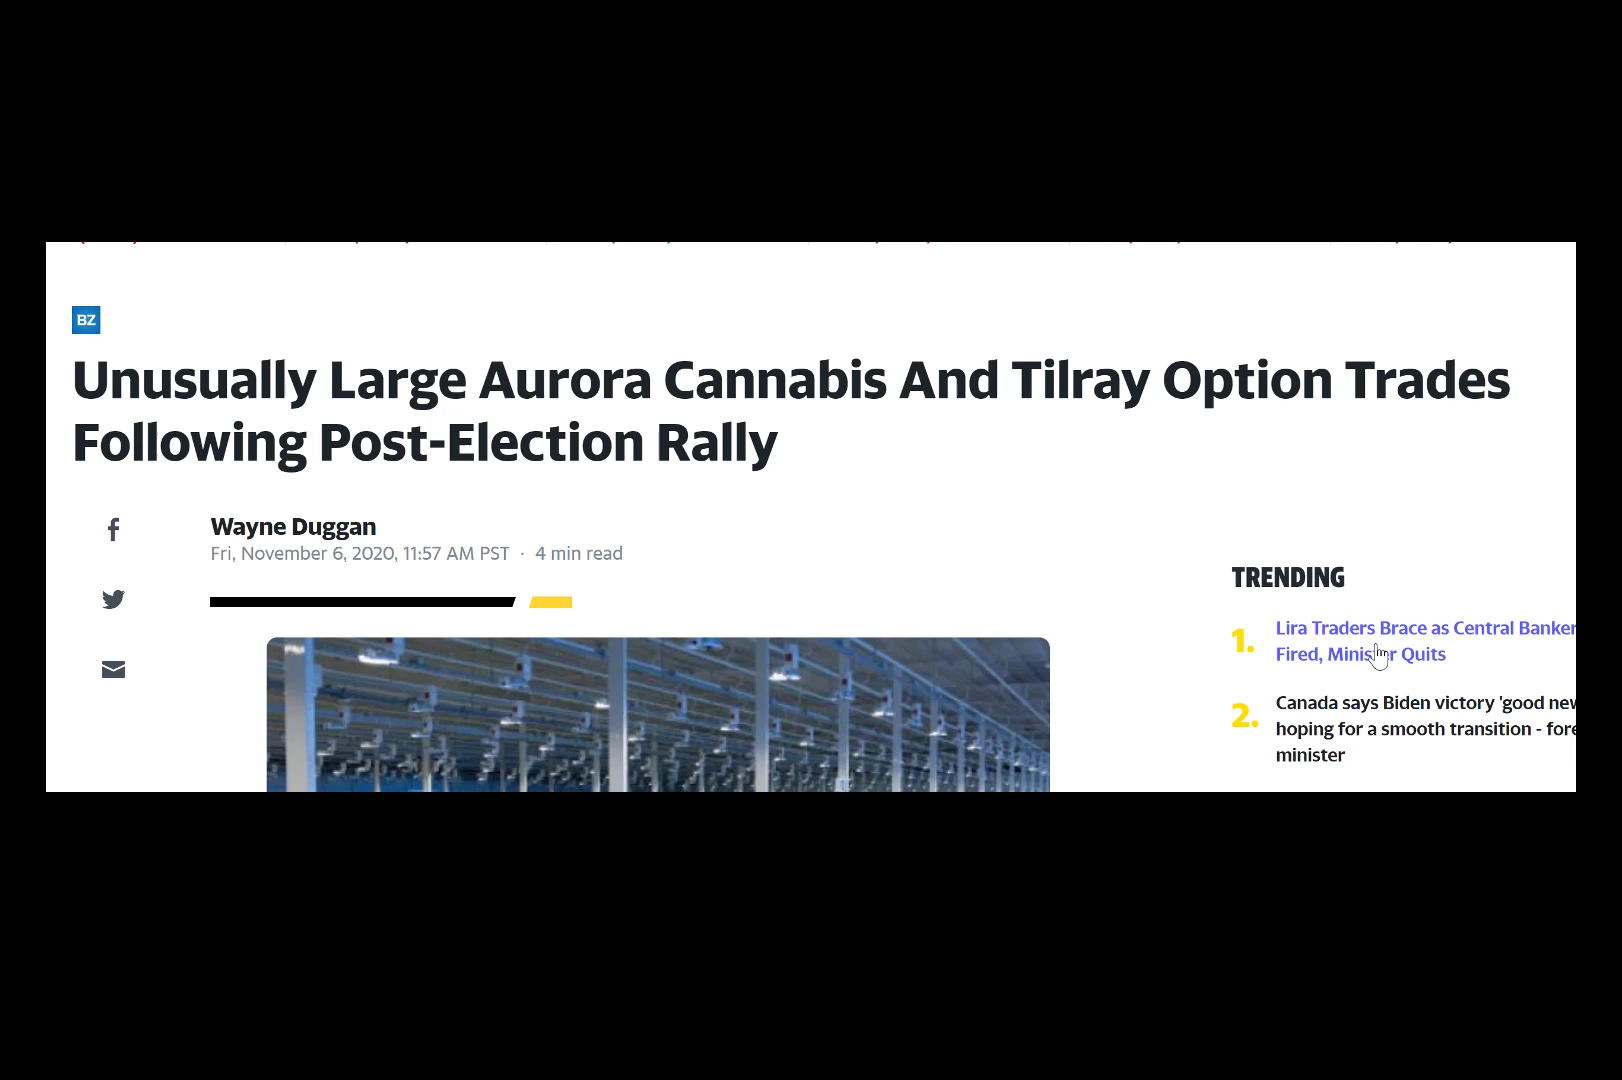 BZ
Unusually Large Aurora Cannabis And Tilray Option Trades
Following Post-Election Rally
Wayne Duggan
Fri, November 6, 2020, 11:57 AM PST · 4 min read
TRENDING
1. Lira Traders Brace as Central Banker
Fired, Minister Quits
2. Canada says Biden victory 'good
hoping for a smooth transition -
minister